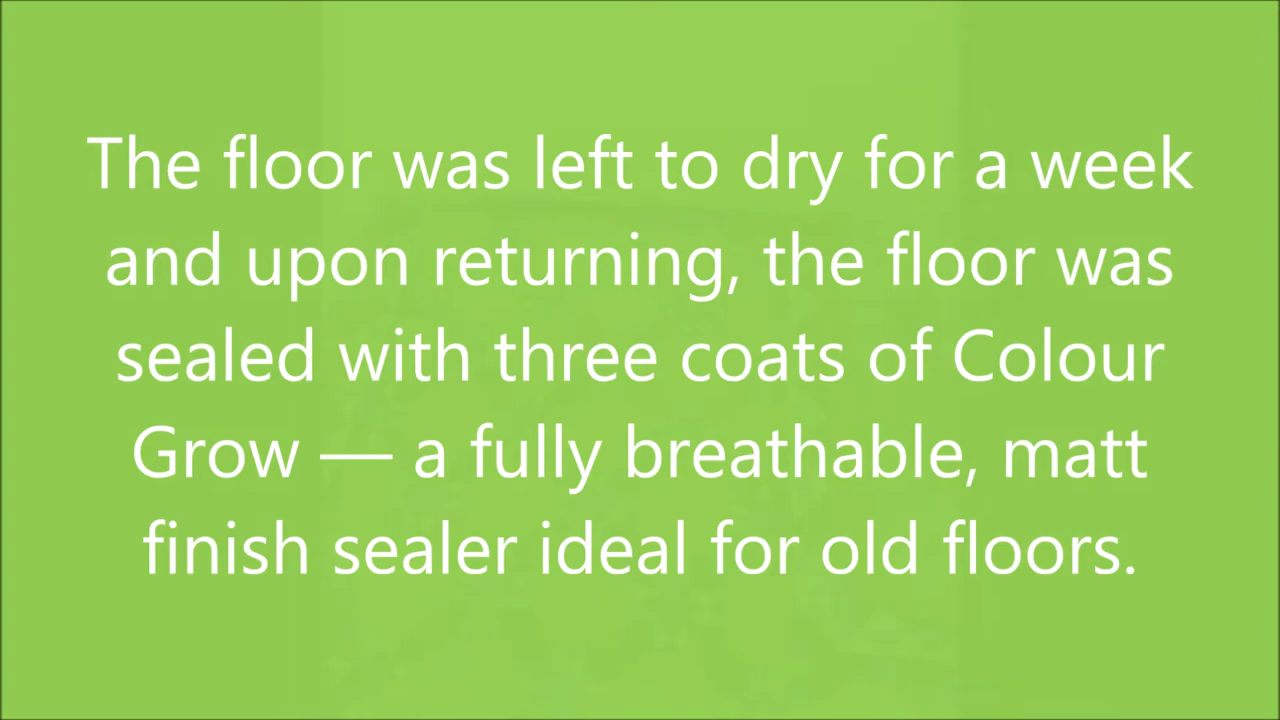 The floor was left to dry for a week
and upon returning, the floor was
sealed with three coats of Colour
Grow — a fully breathable, matt
finish sealer ideal for old floors.